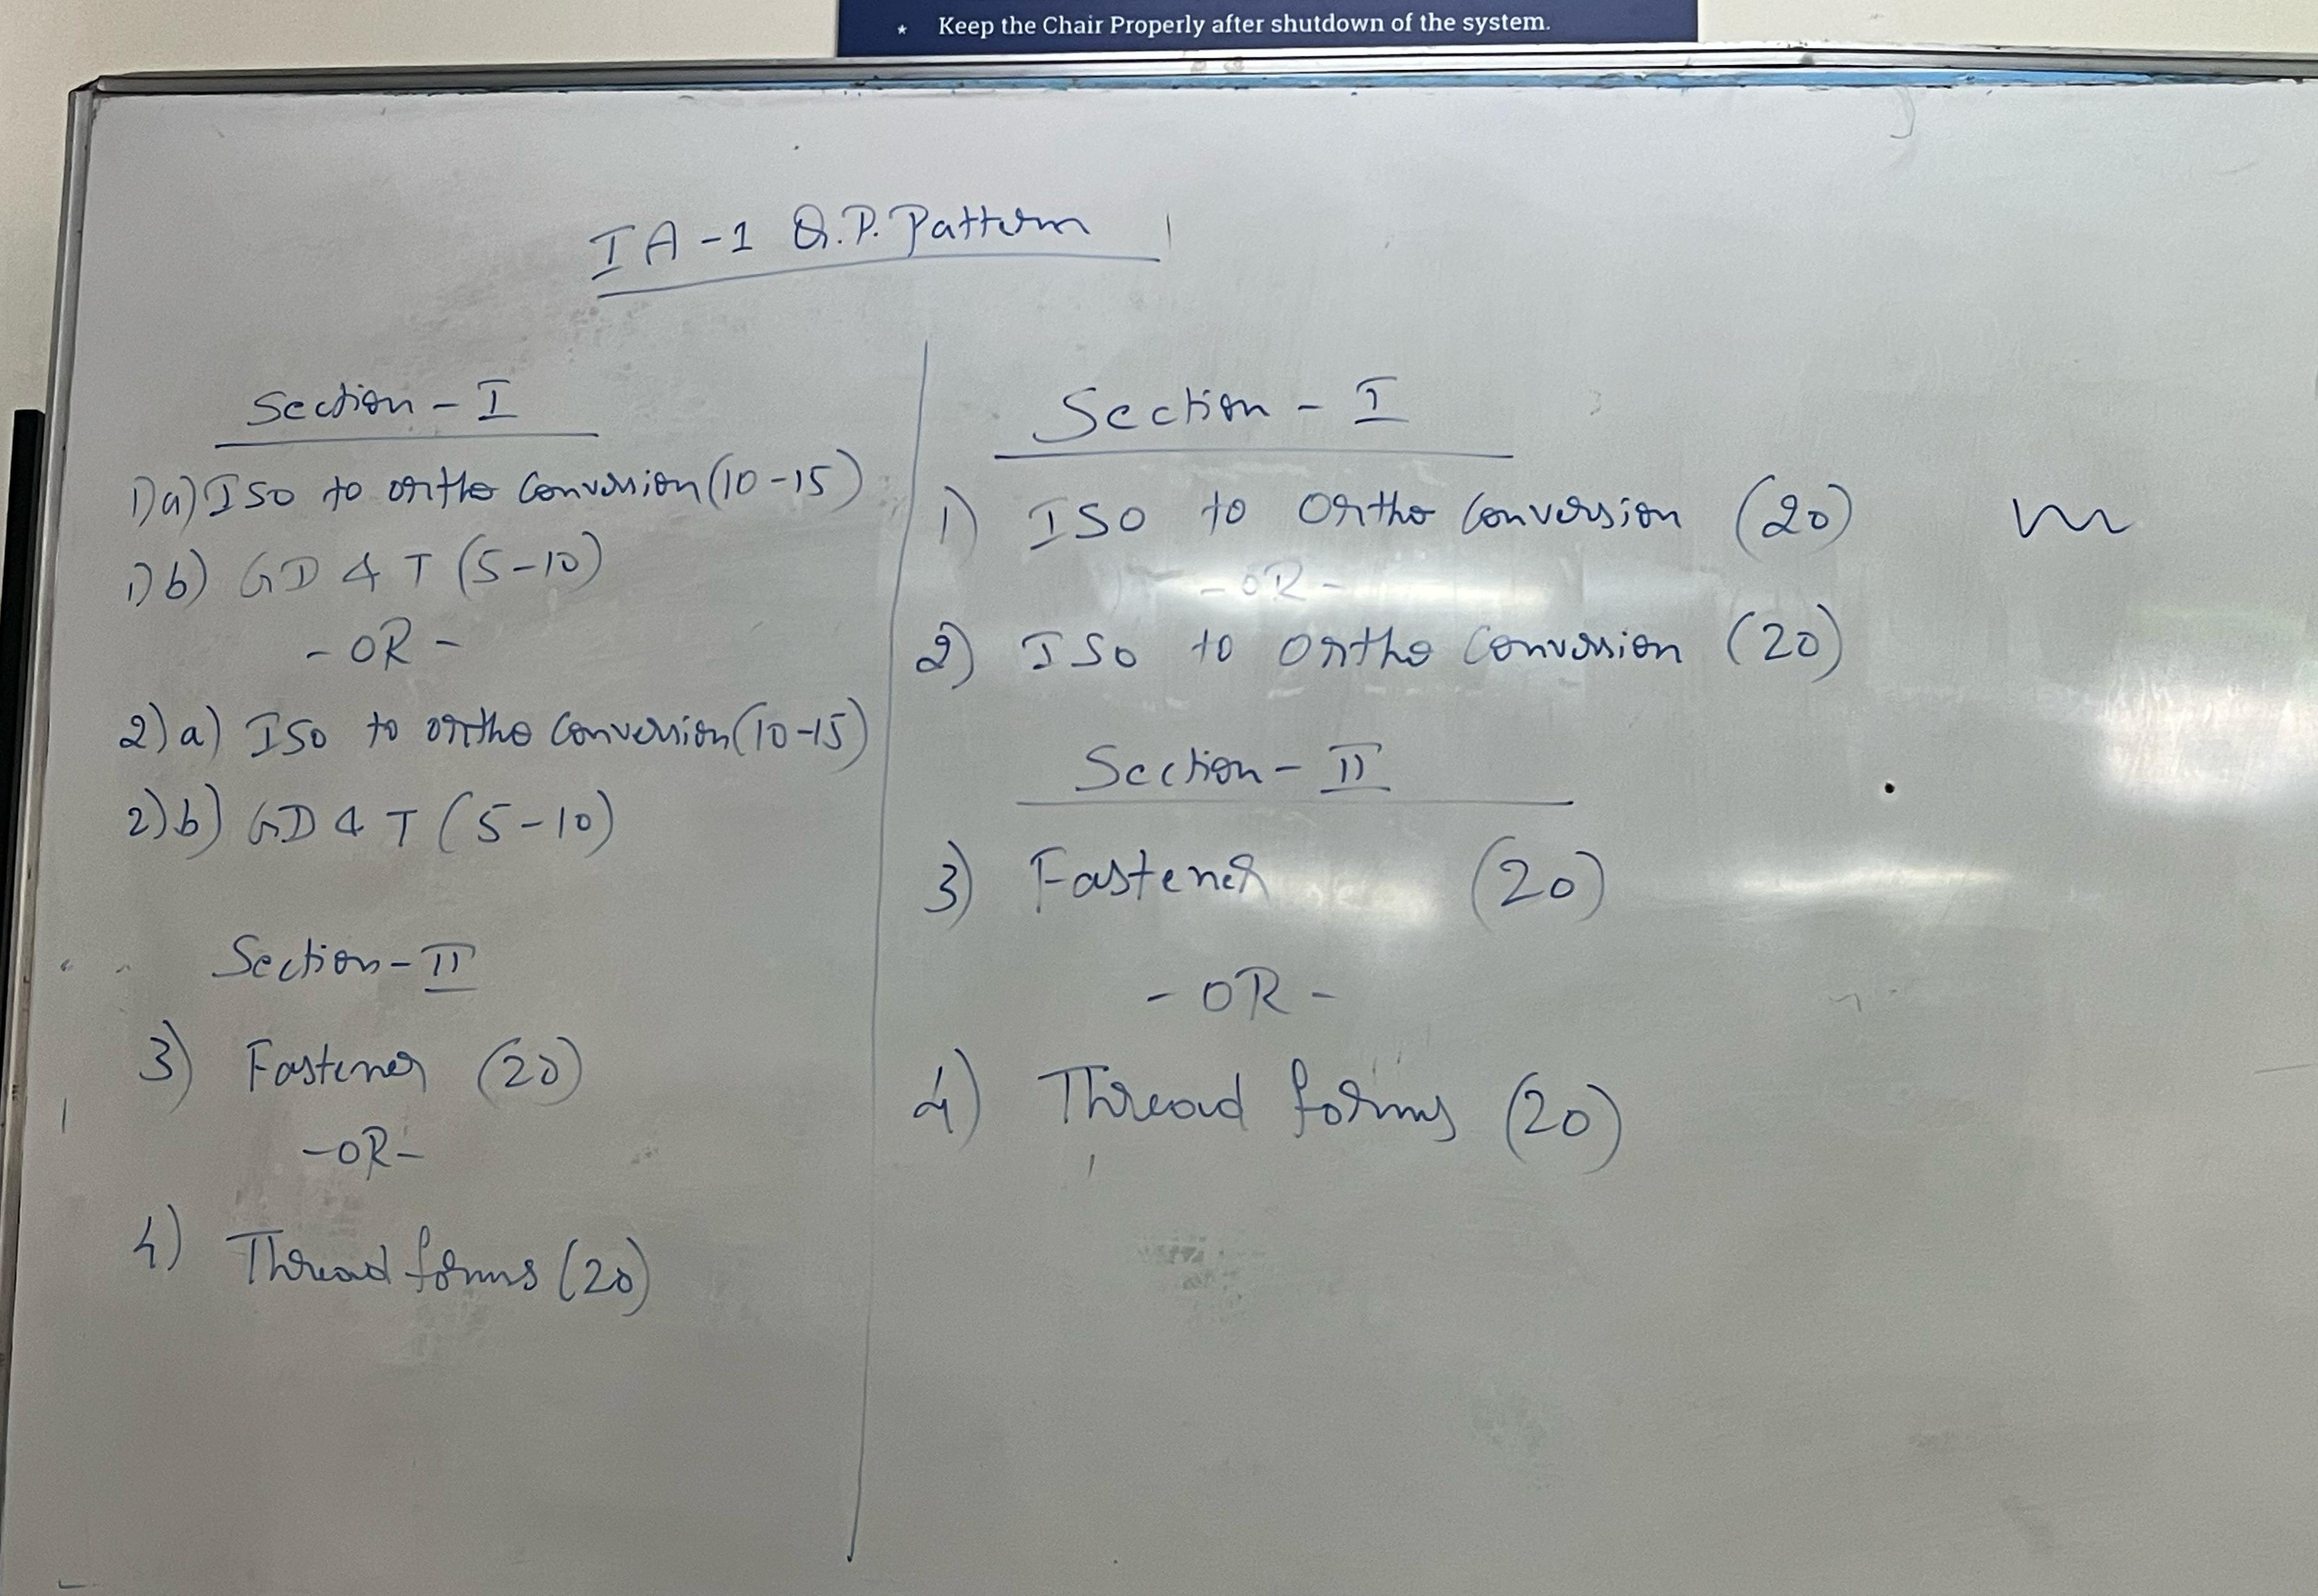 * Keep the Chair Properly after shutdown of the system.
IA-1 Q.P. Pattern
Section - I
1)a) ISO to ortho Conversion (10-15)
1)b) GD & T (5-10)
- OR -
2)a) ISO to ortho Conversion (10-15)
2)b) GD & T (5-10)
Section - II
3) Fastener (20)
- OR -
4) Thread forms (20)
Section - I
1) ISO to Ortho Conversion (20)
- OR -
2) ISO to Ortho Conversion (20)
Section - II
3) Fastener (20)
- OR -
4) Thread forms (20)